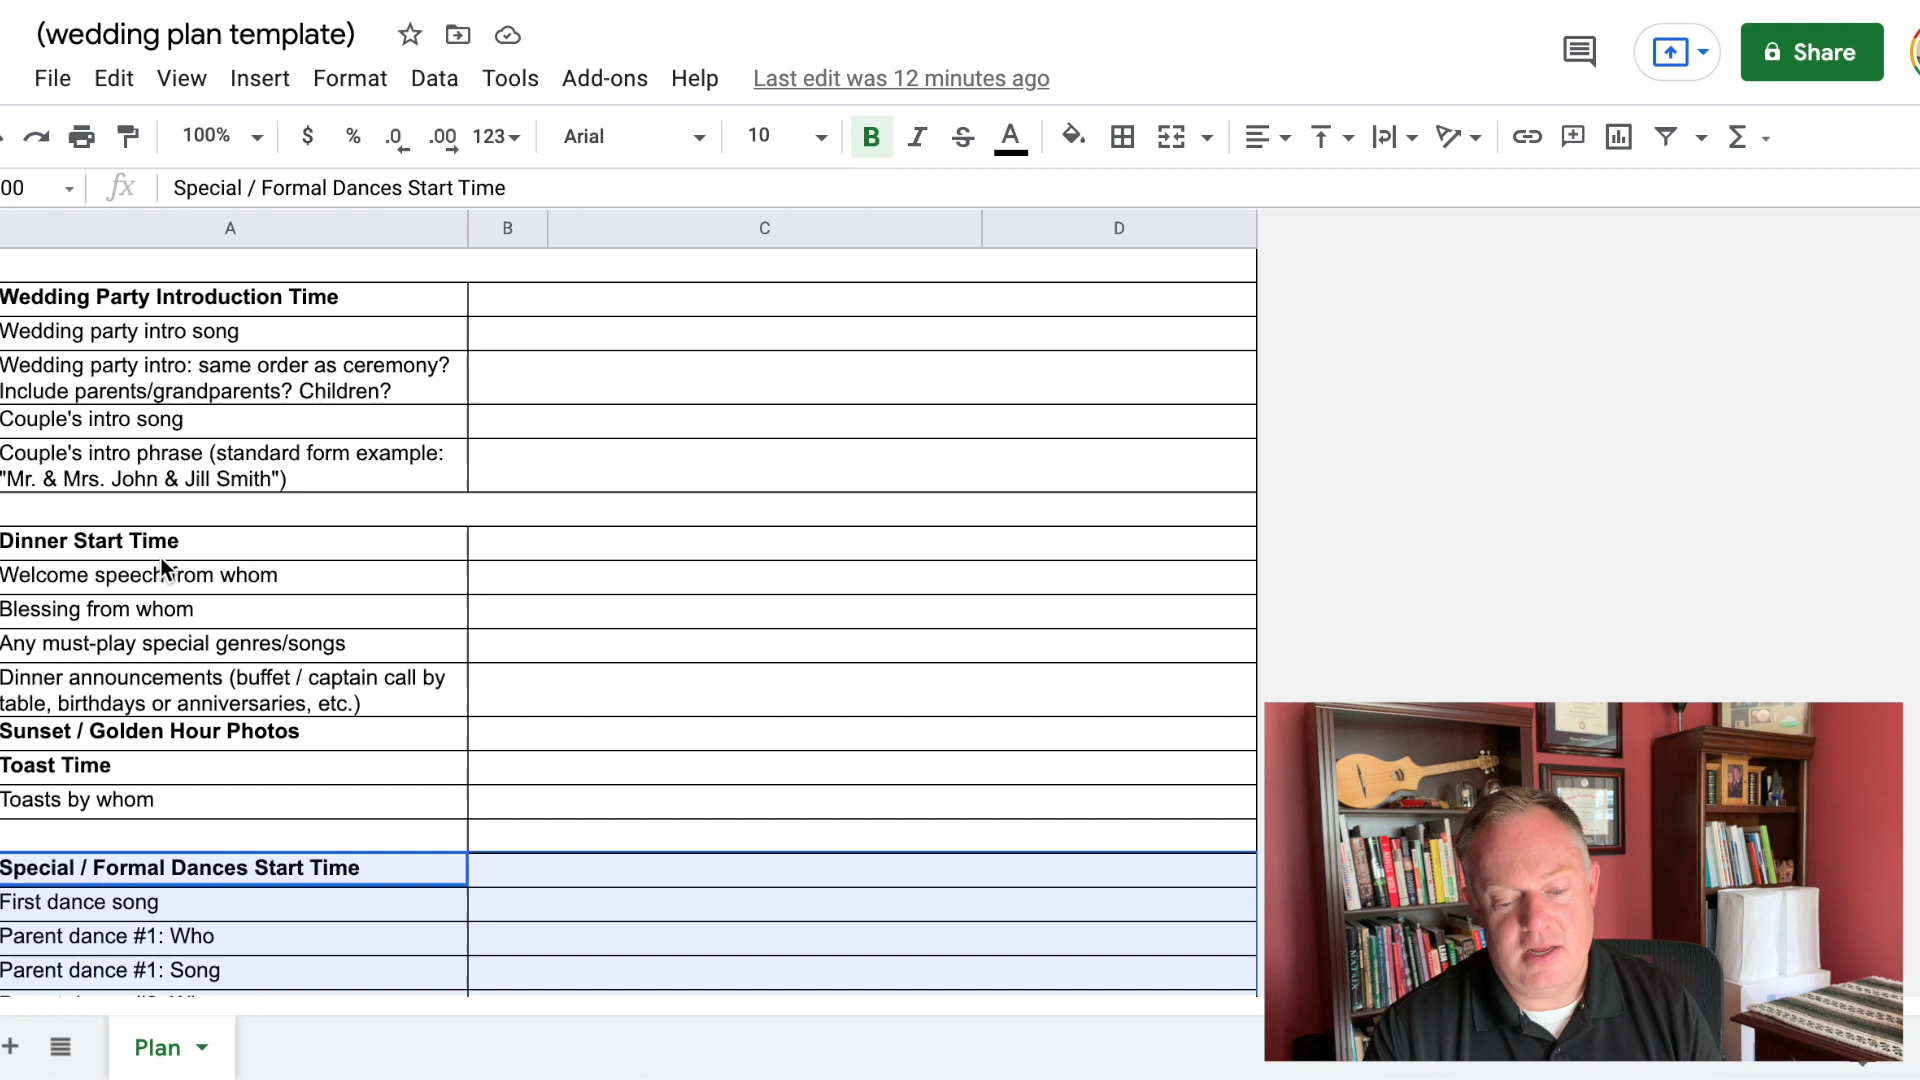 (wedding plan template)
File Edit View Insert Format Data Tools Add-ons Help Last edit was 12 minutes ago
Share
100% $ % .0 .00 123 Arial 10 B I S A Σ
00 fx Special / Formal Dances Start Time
A B C D
Wedding Party Introduction Time
Wedding party intro song
Wedding party intro: same order as ceremony?
Include parents/grandparents? Children?
Couple's intro song
Couple's intro phrase (standard form example:
"Mr. & Mrs. John & Jill Smith")
Dinner Start Time
Welcome speech from whom
Blessing from whom
Any must-play special genres/songs
Dinner announcements (buffet / captain call by
table, birthdays or anniversaries, etc.)
Sunset / Golden Hour Photos
Toast Time
Toasts by whom
Special / Formal Dances Start Time
First dance song
Parent dance #1: Who
Parent dance #1: Song
Plan
MATRIX